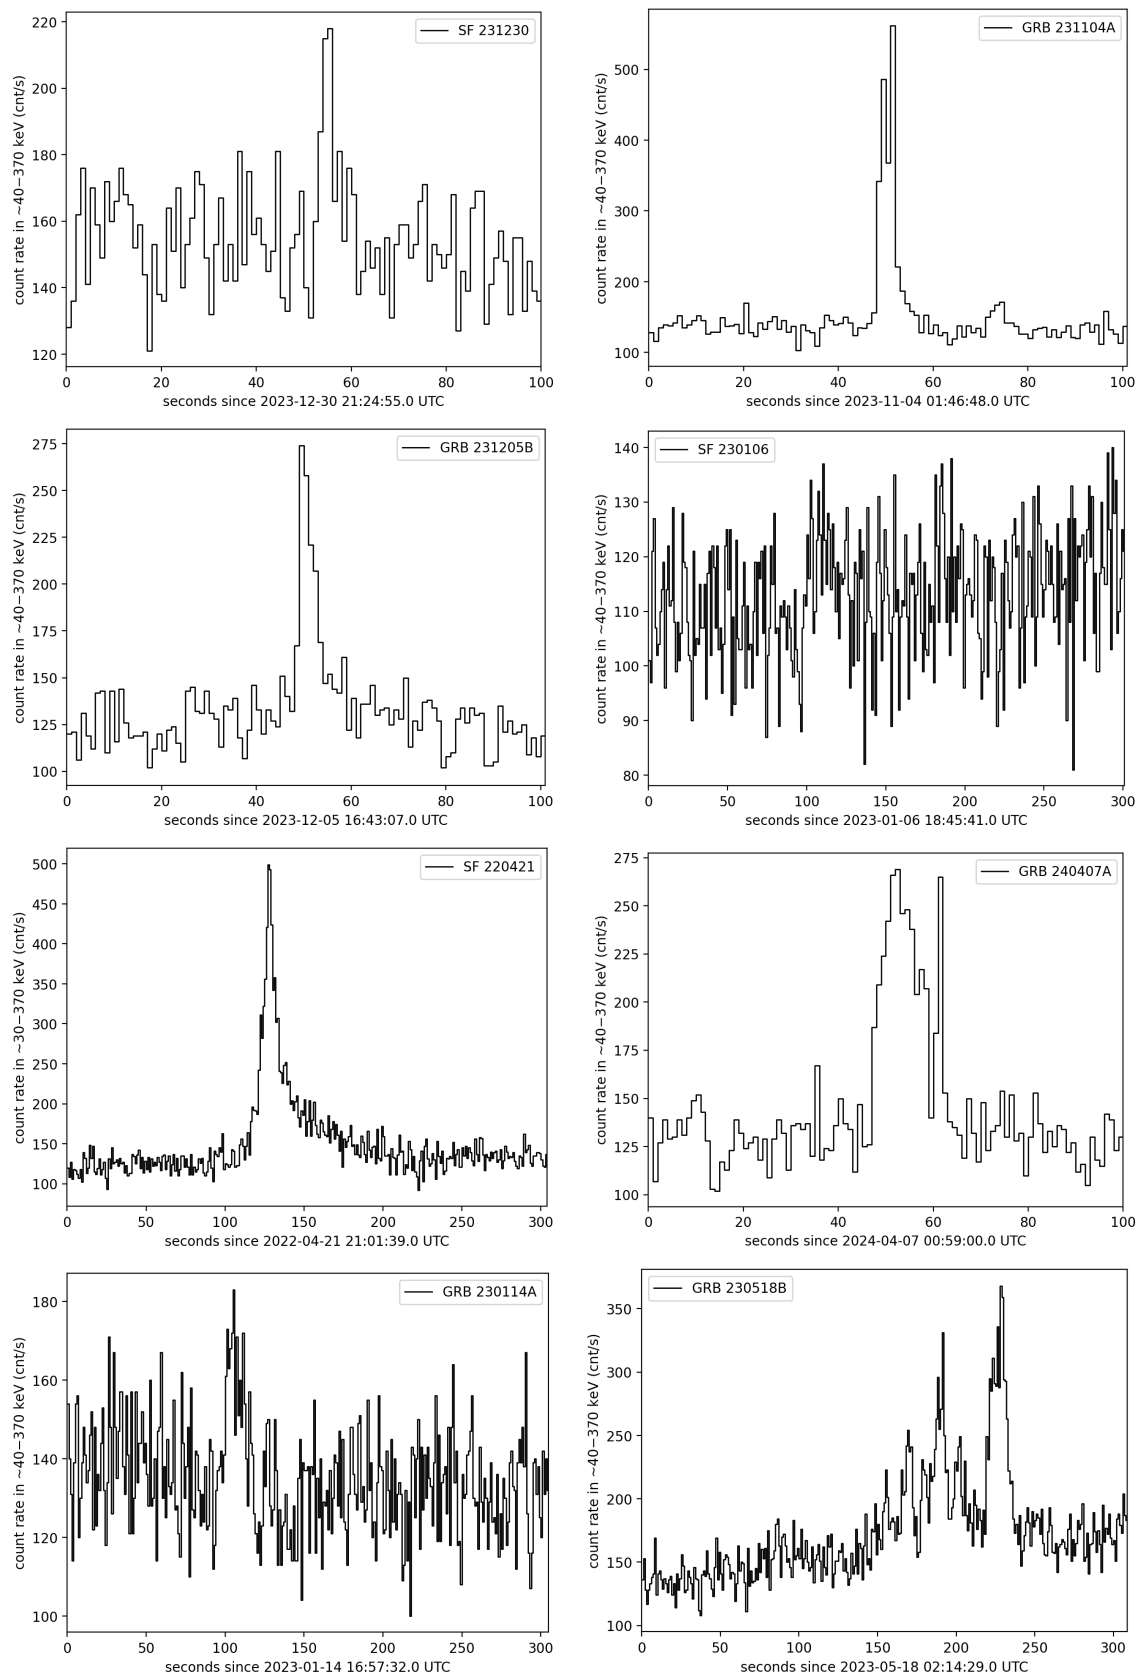 SF 231230
count rate in ~40−370 keV (cnt/s)
220
200
180
160
140
120
0 20 40 60 80 100
seconds since 2023-12-30 21:24:55.0 UTC
GRB 231104A
count rate in ~40−370 keV (cnt/s)
500
400
300
200
100
0 20 40 60 80 100
seconds since 2023-11-04 01:46:48.0 UTC
GRB 231205B
count rate in ~40−370 keV (cnt/s)
275
250
225
200
175
150
125
100
0 20 40 60 80 100
seconds since 2023-12-05 16:43:07.0 UTC
SF 230106
count rate in ~40−370 keV (cnt/s)
140
130
120
110
100
90
80
0 50 100 150 200 250 300
seconds since 2023-01-06 18:45:41.0 UTC
SF 220421
count rate in ~30−370 keV (cnt/s)
500
450
400
350
300
250
200
150
100
0 50 100 150 200 250 300
seconds since 2022-04-21 21:01:39.0 UTC
GRB 240407A
count rate in ~40−370 keV (cnt/s)
275
250
225
200
175
150
125
100
0 20 40 60 80 100
seconds since 2024-04-07 00:59:00.0 UTC
GRB 230114A
count rate in ~40−370 keV (cnt/s)
180
160
140
120
100
0 50 100 150 200 250 300
seconds since 2023-01-14 16:57:32.0 UTC
GRB 230518B
count rate in ~40−370 keV (cnt/s)
350
300
250
200
150
100
0 50 100 150 200 250 300
seconds since 2023-05-18 02:14:29.0 UTC